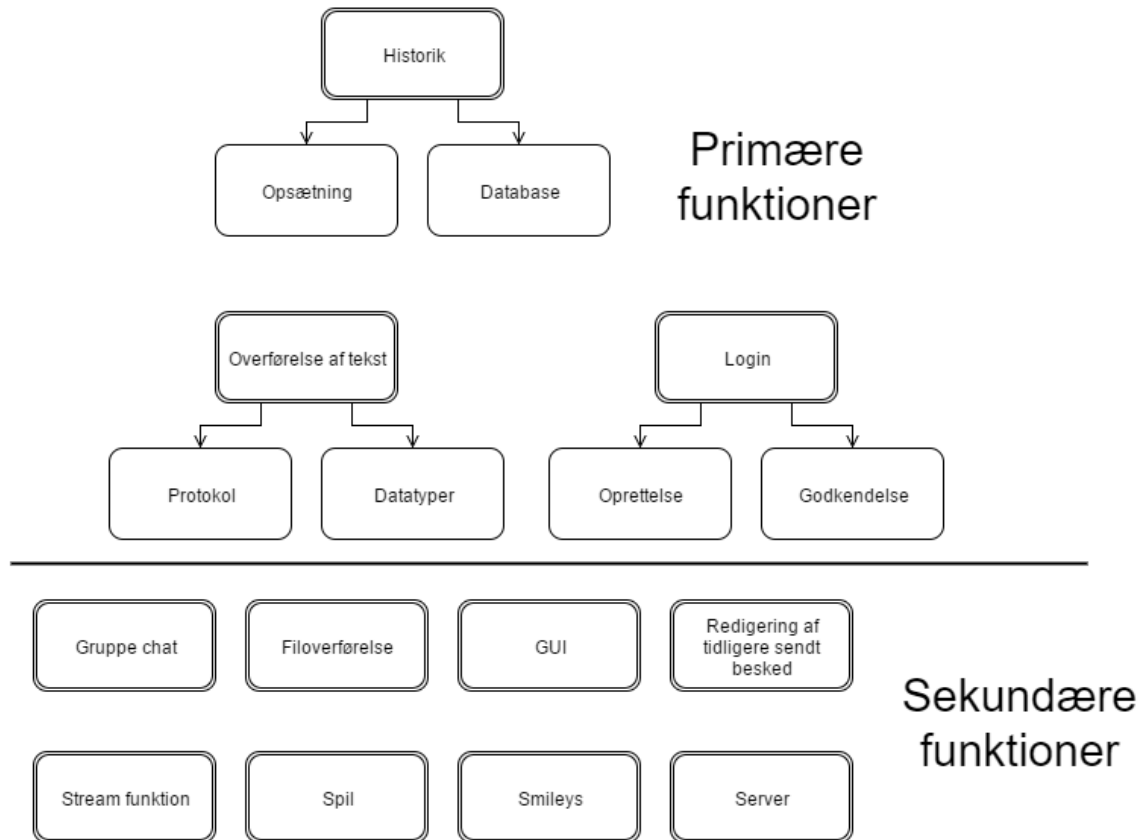 Historik
Opsætning
Database
Primære
funktioner
Overførelse af tekst
Login
Protokol
Datatyper
Oprettelse
Godkendelse
Gruppe chat
Filoverførelse
GUI
Redigering af
tidligere sendt
besked
Sekundære
funktioner
Stream funktion
Spil
Smileys
Server